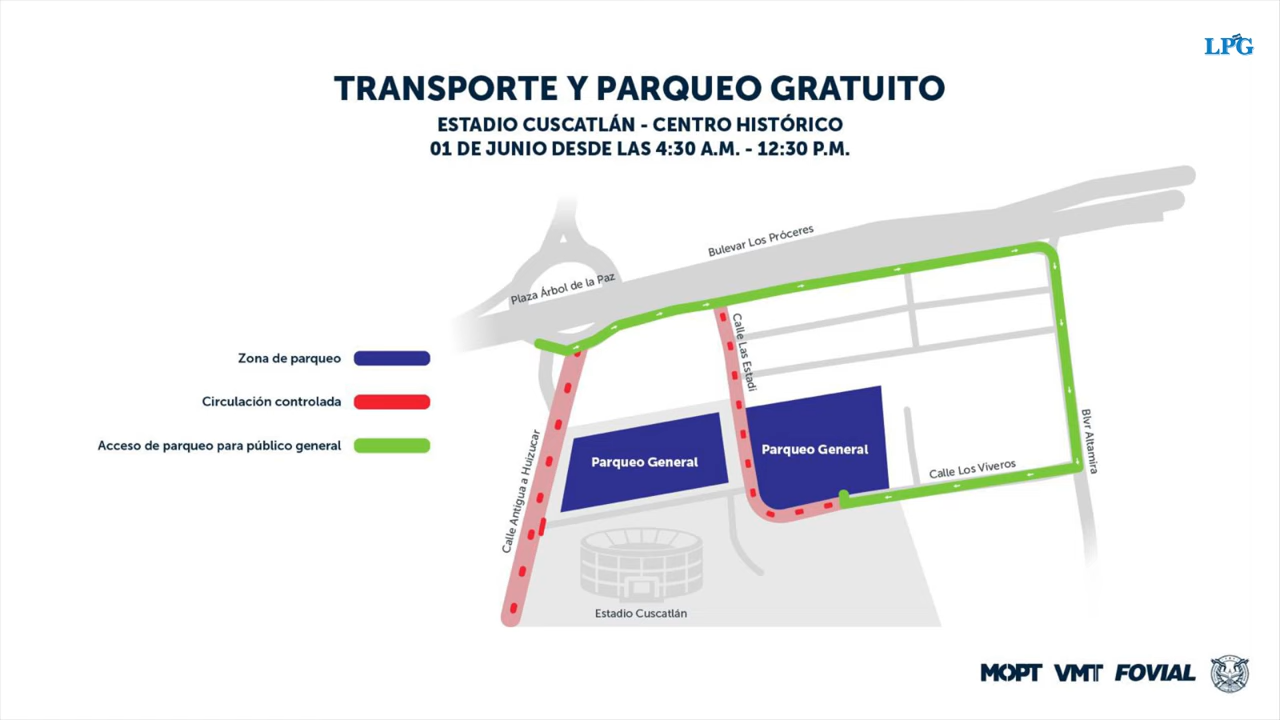 LPG
TRANSPORTE Y PARQUEO GRATUITO
ESTADIO CUSCATLÁN - CENTRO HISTÓRICO
01 DE JUNIO DESDE LAS 4:30 A.M. - 12:30 P.M.
Bulevar Los Próceres
Plaza Árbol de la Paz
Calle Las Estadi
Zona de parqueo
Circulación controlada
Acceso de parqueo para público general
Calle Antigua a Huizucar
Parqueo General
Parqueo General
Calle Los Viveros
Blvr Altamira
Estadio Cuscatlán
MOPT VMT FOVIAL